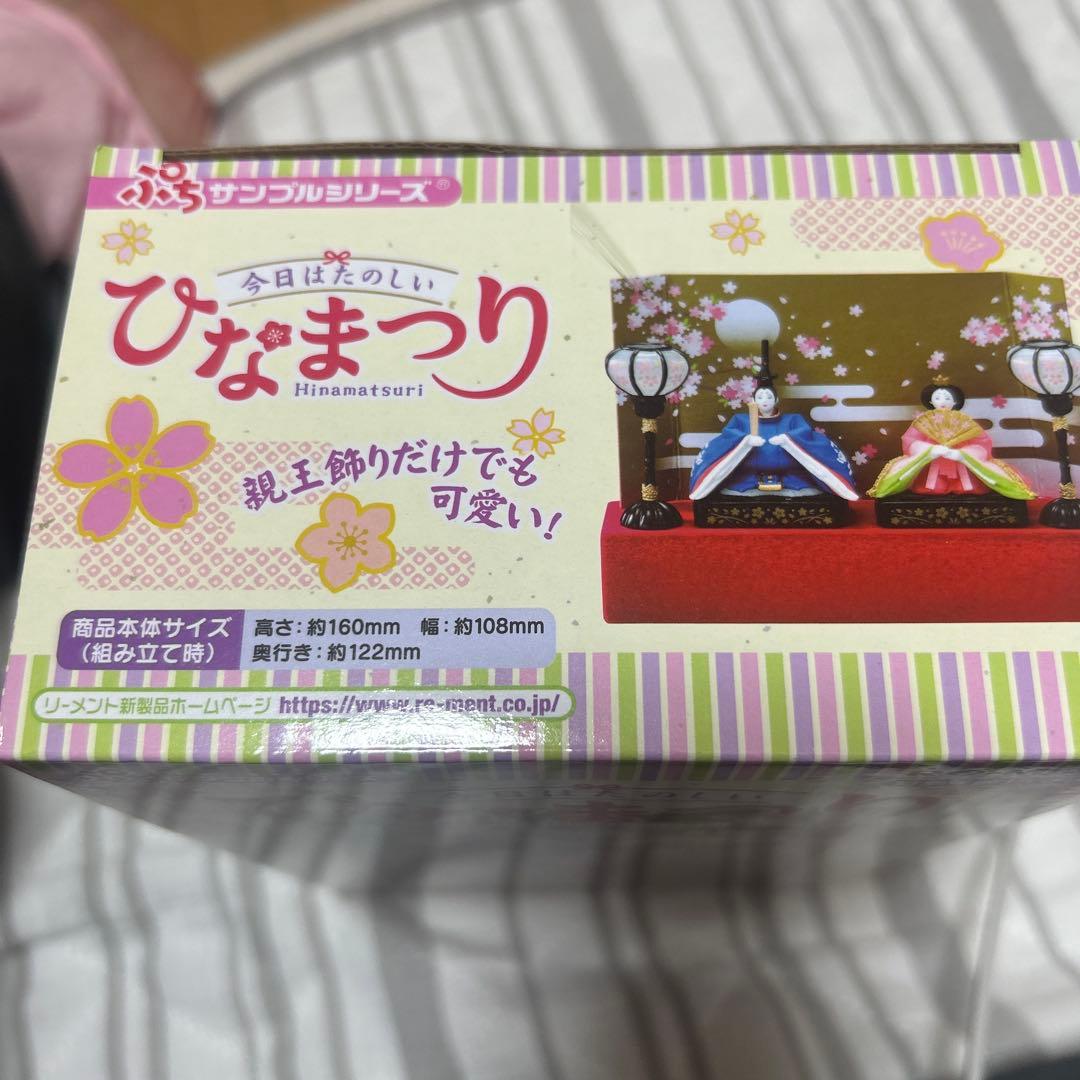 ぷちサンプルシリーズ®
今日はたのしい
ひなまつり
Hinamatsuri
親王飾りだけでも
可愛い!
商品本体サイズ 高さ:約160mm 幅:約108mm
(組み立て時) 奥行き:約122mm
リーメント新製品ホームページ https://www.re-ment.co.jp/